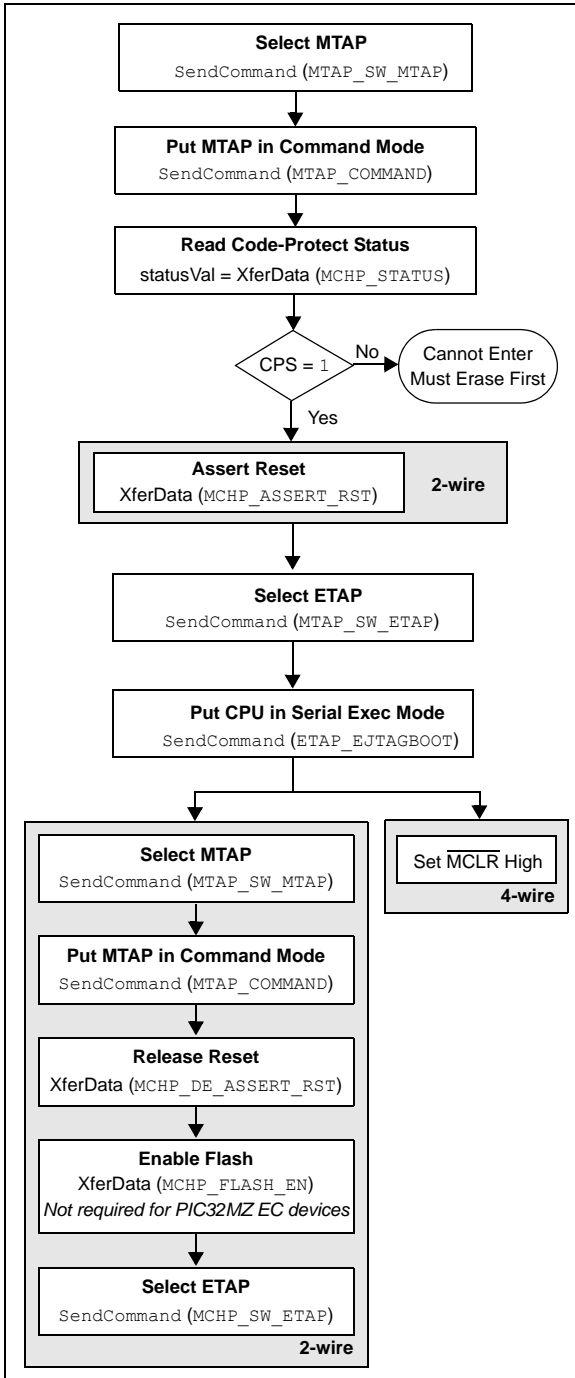 Select MTAP
SendCommand (MTAP_SW_MTAP)
Put MTAP in Command Mode
SendCommand (MTAP_COMMAND)
Read Code-Protect Status
statusVal = XferData (MCHP_STATUS)
CPS = 1
No
Cannot Enter
Must Erase First
Yes
Assert Reset
XferData (MCHP_ASSERT_RST)
2-wire
Select ETAP
SendCommand (MTAP_SW_ETAP)
Put CPU in Serial Exec Mode
SendCommand (ETAP_EJTAGBOOT)
Select MTAP
SendCommand (MTAP_SW_MTAP)
Put MTAP in Command Mode
SendCommand (MTAP_COMMAND)
Release Reset
XferData (MCHP_DE_ASSERT_RST)
Enable Flash
XferData (MCHP_FLASH_EN)
Not required for PIC32MZ EC devices
Select ETAP
SendCommand (MCHP_SW_ETAP)
2-wire
Set MCLR High
4-wire